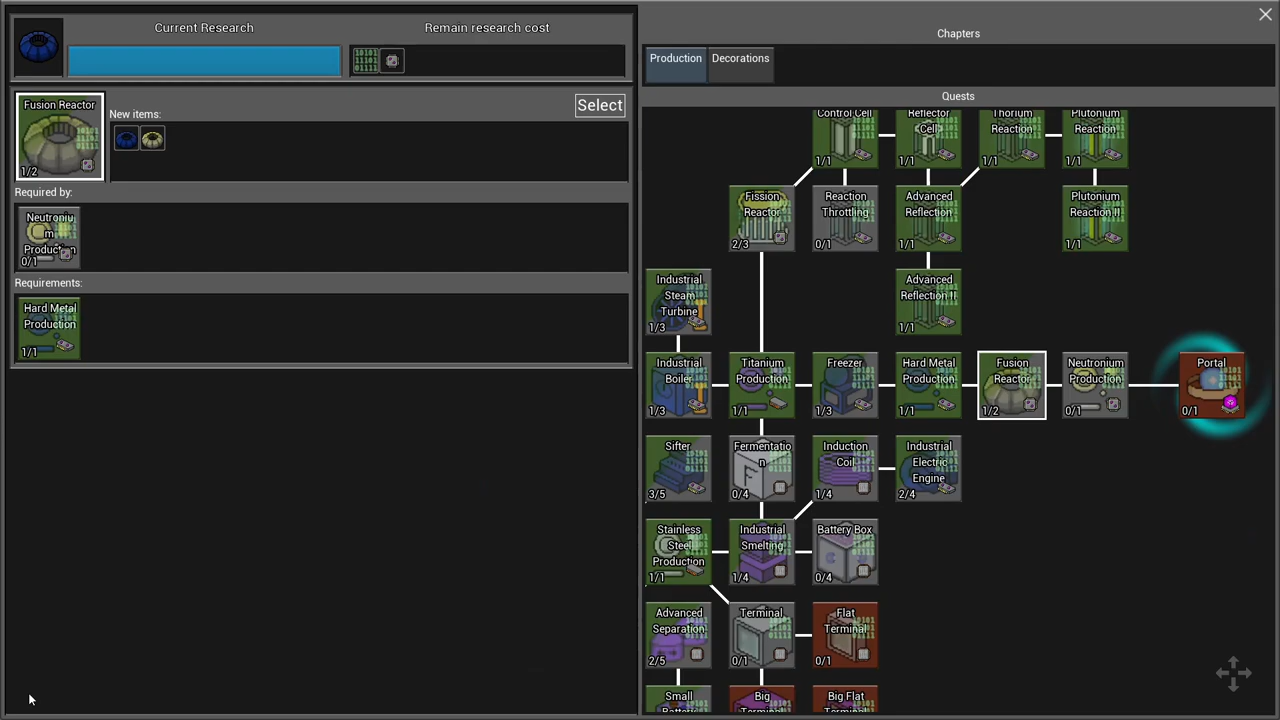 Current Research
Remain research cost
Fusion Reactor
1/2
New items:
Select
Required by:
Neutroniu
m
Production
0/1
Requirements:
Hard Metal
Production
1/1
Chapters
Production
Decorations
Quests
Control Cell
1/1
Reflector
Cell
1/1
Thorium
Reaction
1/1
Plutonium
Reaction
1/1
Fission
Reactor
2/3
Reaction
Throttling
0/1
Advanced
Reflection
1/1
Plutonium
Reaction II
1/1
Industrial
Steam
Turbine
1/3
Advanced
Reflection II
1/1
Industrial
Boiler
1/3
Titanium
Production
1/1
Freezer
1/3
Hard Metal
Production
1/1
Fusion
Reactor
1/2
Neutronium
Production
0/1
Portal
0/1
Sifter
3/5
Fermentatio
n
0/4
Induction
Coil
1/4
Industrial
Electric
Engine
2/4
Stainless
Steel
Production
1/1
Industrial
Smelting
1/4
Battery Box
0/4
Advanced
Separation
2/5
Terminal
0/1
Flat
Terminal
0/1
Small
Battery
Big
Terminal
Big Flat
Terminal